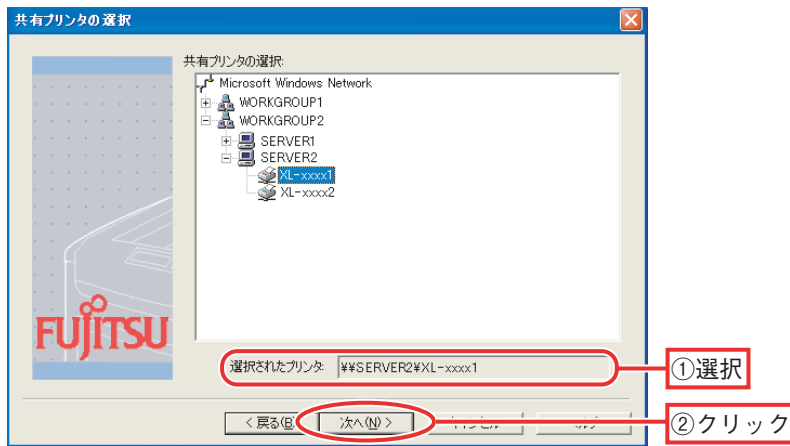 共有プリンタの選択
共有プリンタの選択:
Microsoft Windows Network
WORKGROUP1
WORKGROUP2
SERVER1
SERVER2
XL-xxxx1
XL-xxxx2
FUJITSU
選択されたプリンタ: ¥¥SERVER2¥XL-xxxx1
①選択
< 戻る(B) 次へ(N) >
②クリック